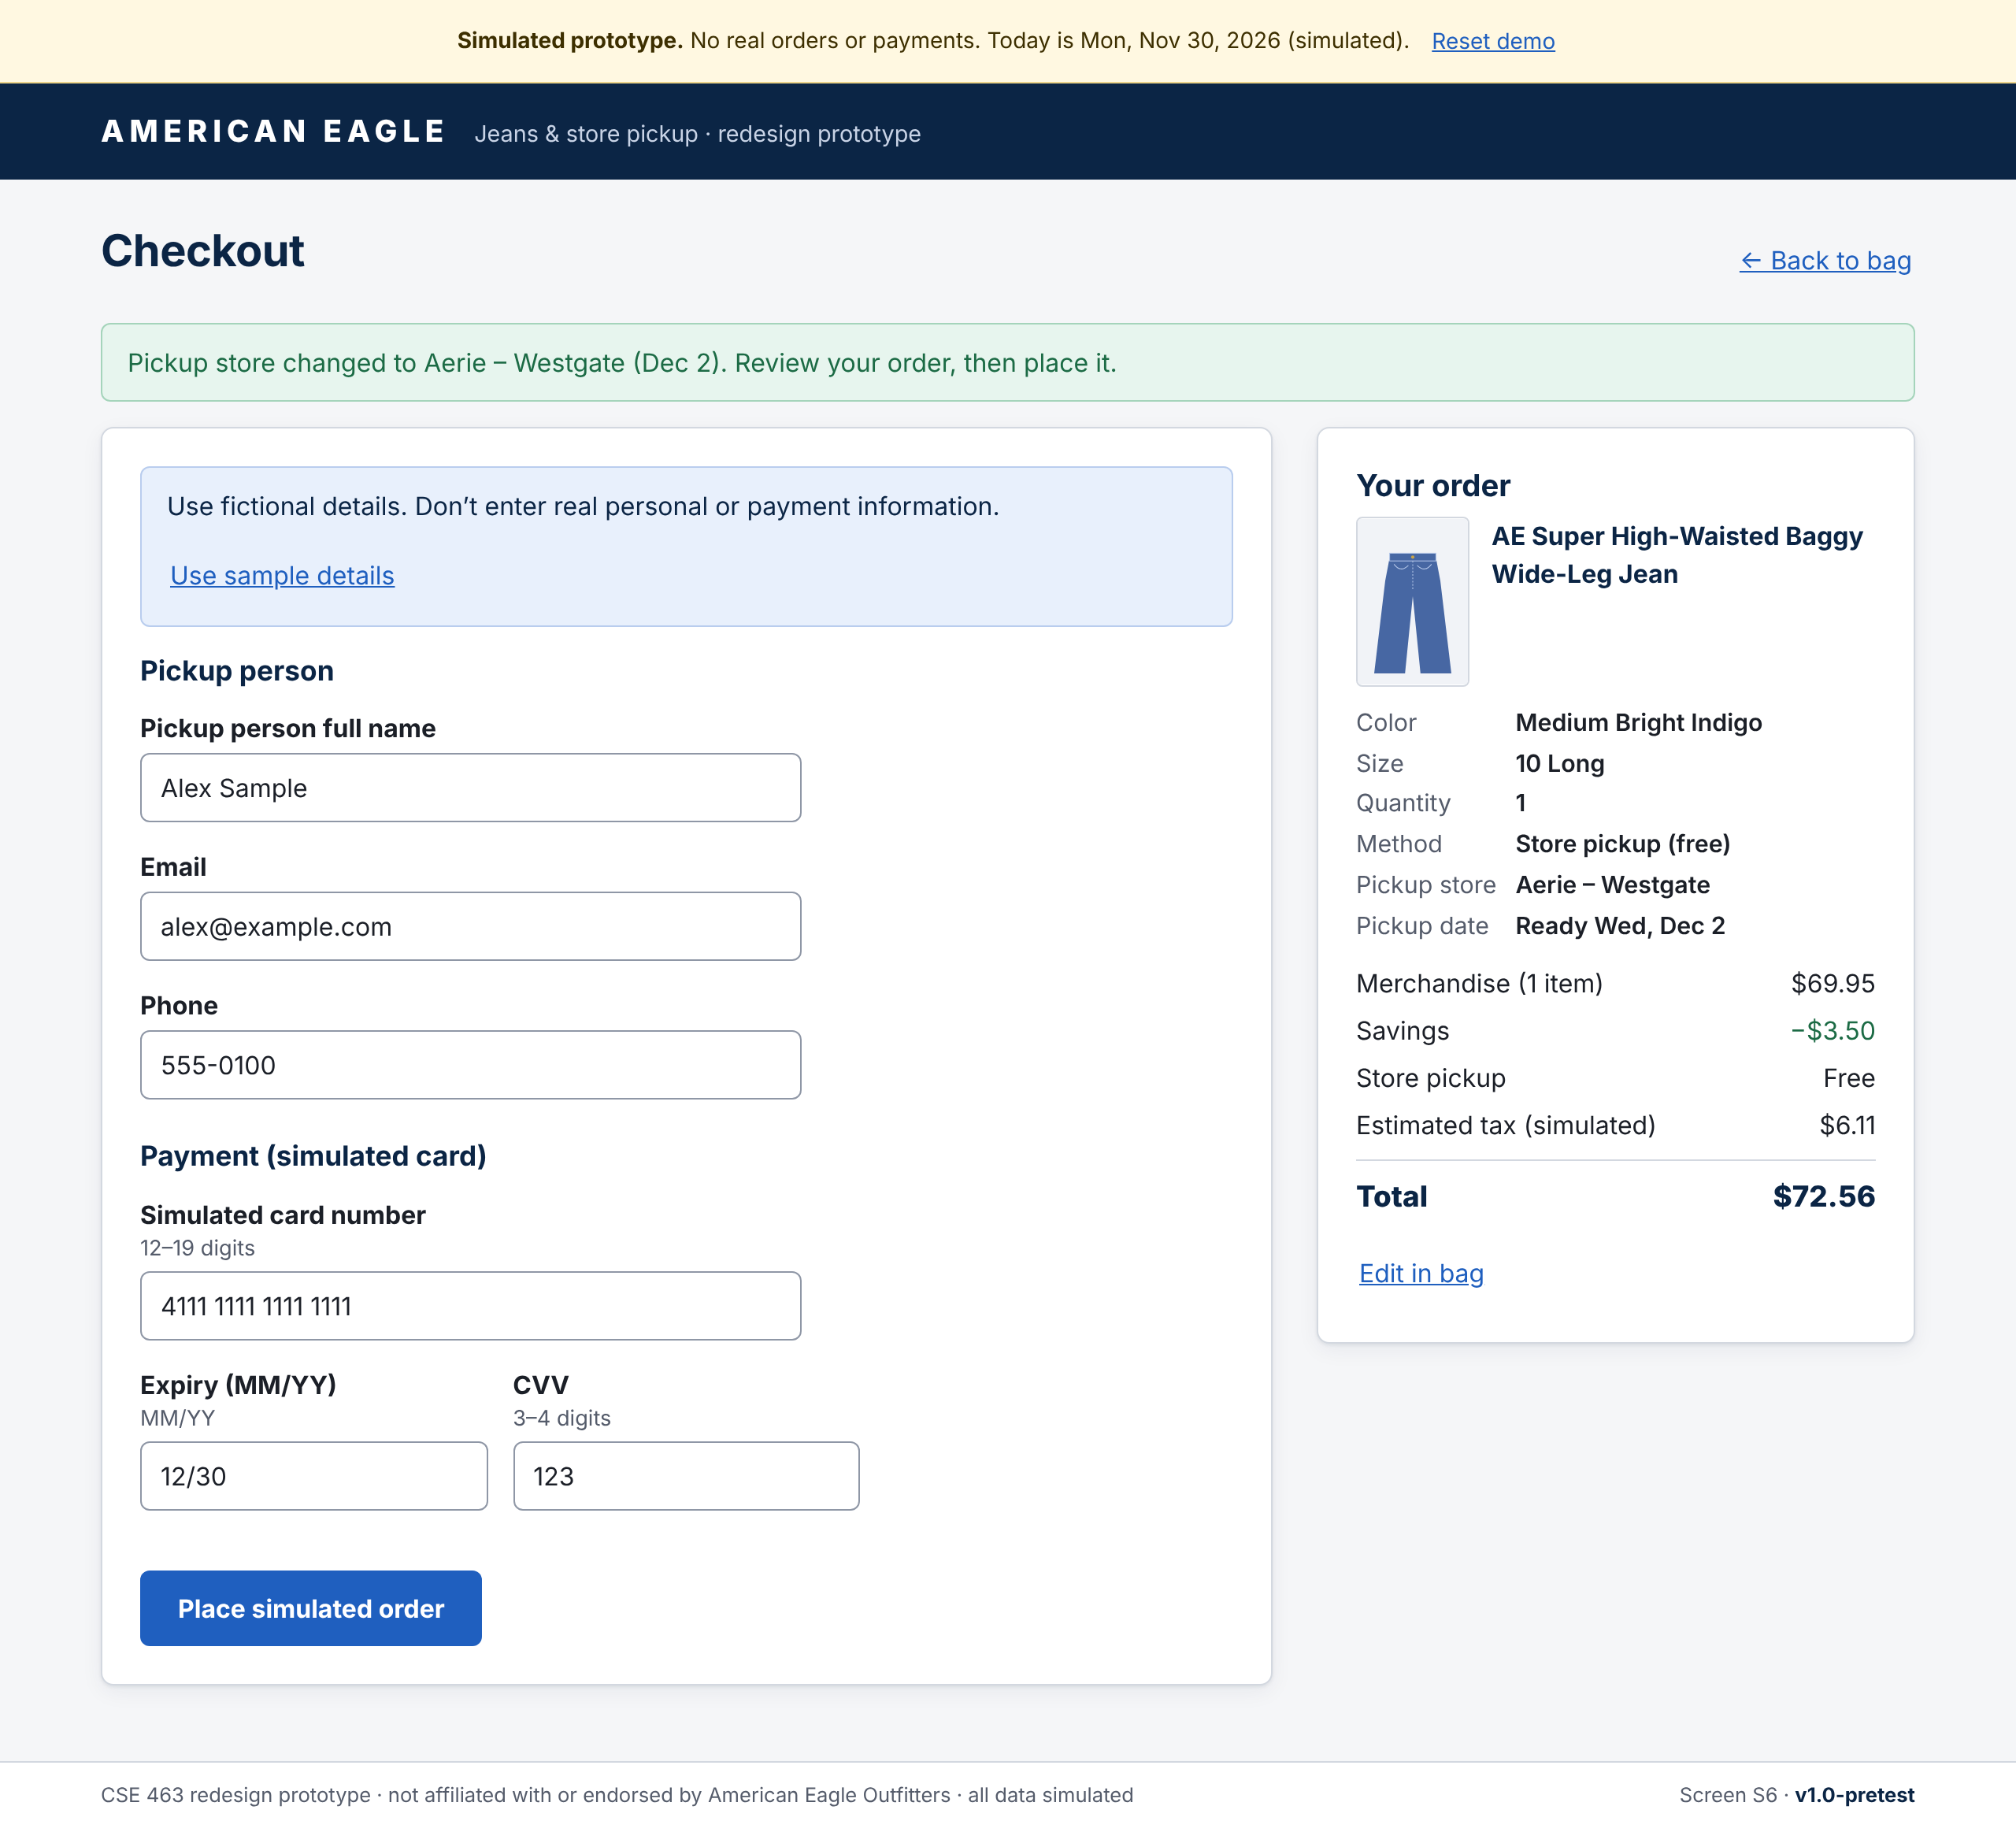 Simulated prototype. No real orders or payments. Today is Mon, Nov 30, 2026 (simulated). Reset demo
AMERICAN EAGLE Jeans & store pickup · redesign prototype
Checkout
← Back to bag
Pickup store changed to Aerie – Westgate (Dec 2). Review your order, then place it.
Use fictional details. Don’t enter real personal or payment information.
Use sample details
Pickup person
Pickup person full name
Alex Sample
Email
alex@example.com
Phone
555-0100
Payment (simulated card)
Simulated card number
12–19 digits
4111 1111 1111 1111
Expiry (MM/YY)
MM/YY
12/30
CVV
3–4 digits
123
Place simulated order
Your order
AE Super High-Waisted Baggy
Wide-Leg Jean
Color Medium Bright Indigo
Size 10 Long
Quantity 1
Method Store pickup (free)
Pickup store Aerie – Westgate
Pickup date Ready Wed, Dec 2
Merchandise (1 item) $69.95
Savings −$3.50
Store pickup Free
Estimated tax (simulated) $6.11
Total $72.56
Edit in bag
CSE 463 redesign prototype · not affiliated with or endorsed by American Eagle Outfitters · all data simulated
Screen S6 · v1.0-pretest